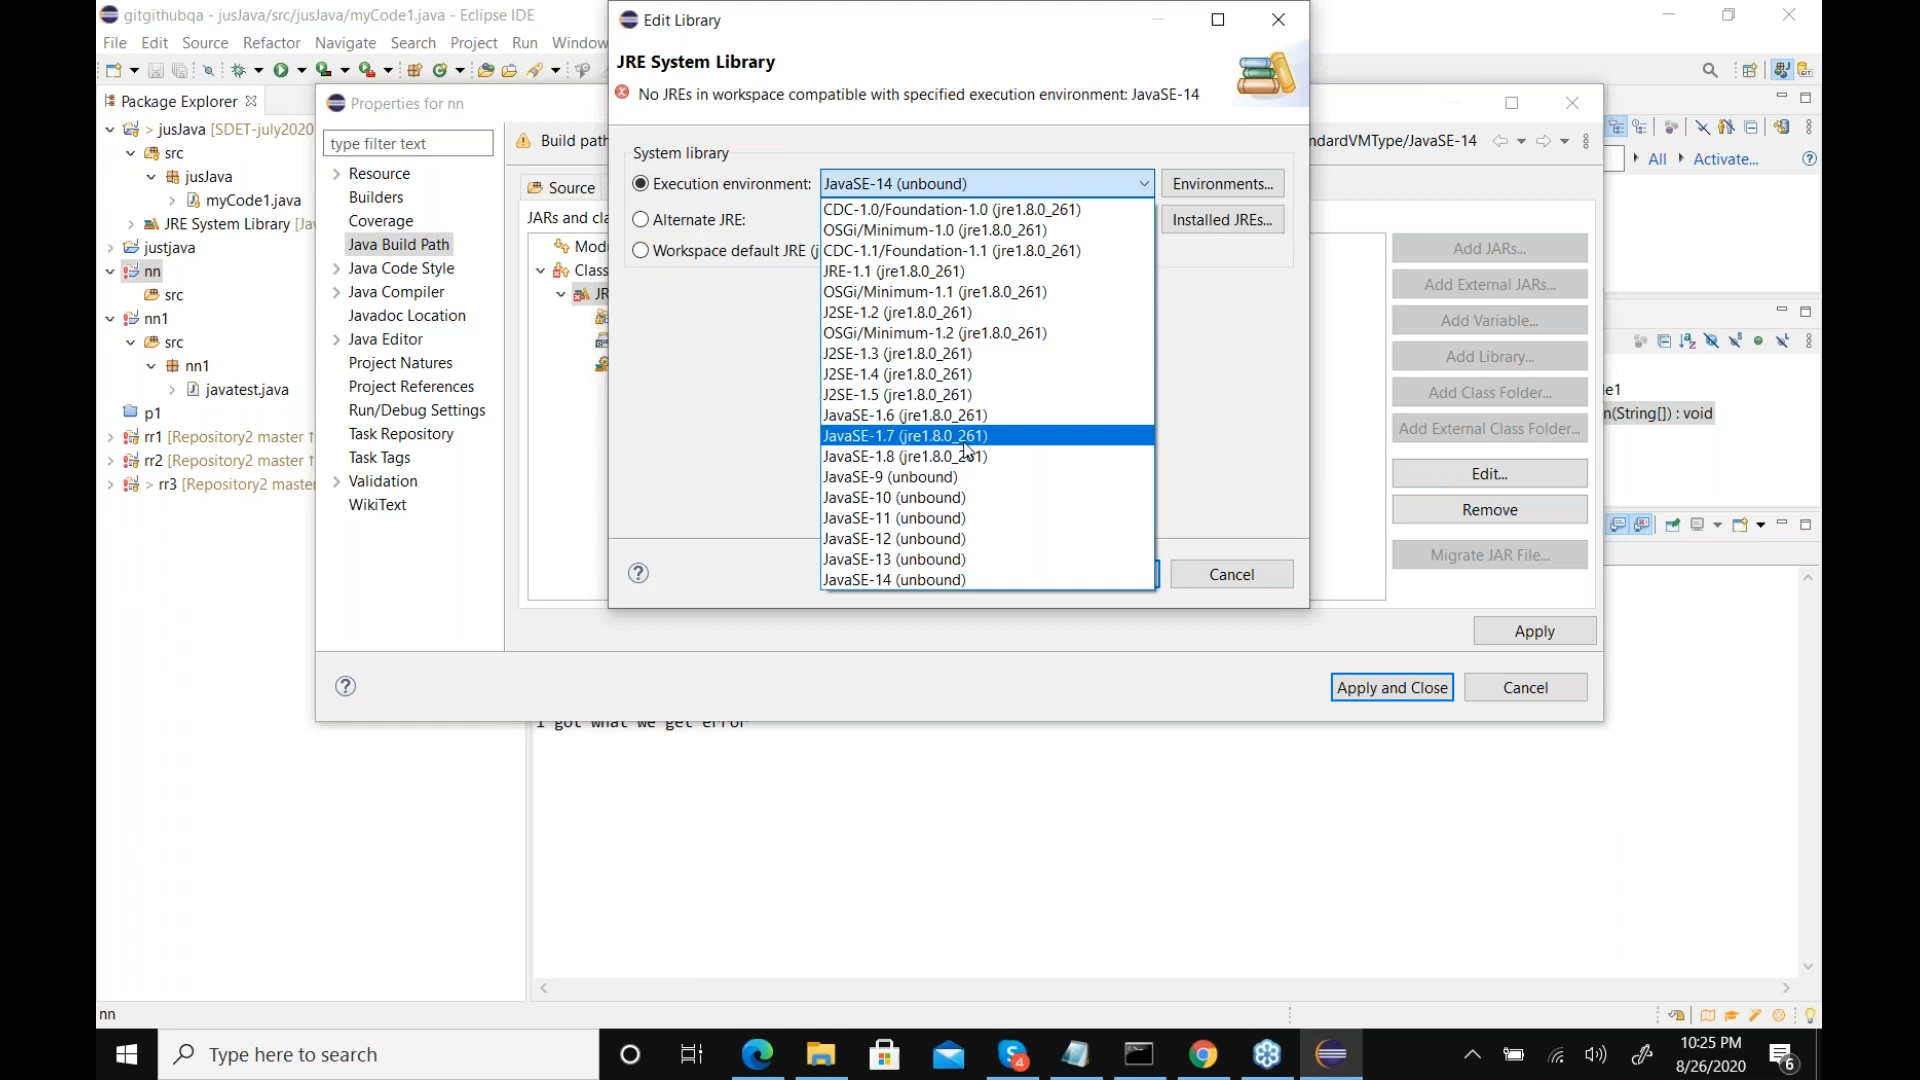 gitgithubqa - jusJava/src/jusJava/myCode1.java - Eclipse IDE
File Edit Source Refactor Navigate Search Project Run Window
Package Explorer
> jusJava [SDET-july2020
src
jusJava
myCode1.java
JRE System Library [Ja
justjava
nn
src
nn1
src
nn1
javatest.java
p1
rr1 [Repository2 master
rr2 [Repository2 master
> rr3 [Repository2 master
Properties for nn
type filter text
Resource
Builders
Coverage
Java Build Path
Java Code Style
Java Compiler
Javadoc Location
Java Editor
Project Natures
Project References
Run/Debug Settings
Task Repository
Task Tags
Validation
WikiText
Build path
ndardVMType/JavaSE-14
Source
JARs and cla
Modu
Class
JR
Add JARs...
Add External JARs...
Add Variable...
Add Library...
Add Class Folder...
Add External Class Folder...
Edit...
Remove
Migrate JAR File...
Apply
Apply and Close
Cancel
Edit Library
JRE System Library
No JREs in workspace compatible with specified execution environment: JavaSE-14
System library
Execution environment: JavaSE-14 (unbound) Environments...
Alternate JRE: Installed JREs...
Workspace default JRE (j
CDC-1.0/Foundation-1.0 (jre1.8.0_261)
OSGi/Minimum-1.0 (jre1.8.0_261)
CDC-1.1/Foundation-1.1 (jre1.8.0_261)
JRE-1.1 (jre1.8.0_261)
OSGi/Minimum-1.1 (jre1.8.0_261)
J2SE-1.2 (jre1.8.0_261)
OSGi/Minimum-1.2 (jre1.8.0_261)
J2SE-1.3 (jre1.8.0_261)
J2SE-1.4 (jre1.8.0_261)
J2SE-1.5 (jre1.8.0_261)
JavaSE-1.6 (jre1.8.0_261)
JavaSE-1.7 (jre1.8.0_261)
JavaSE-1.8 (jre1.8.0_261)
JavaSE-9 (unbound)
JavaSE-10 (unbound)
JavaSE-11 (unbound)
JavaSE-12 (unbound)
JavaSE-13 (unbound)
JavaSE-14 (unbound)
Cancel
All Activate...
le1
n(String[]) : void
I got what we get error
nn
Type here to search
4
10:25 PM
8/26/2020
6